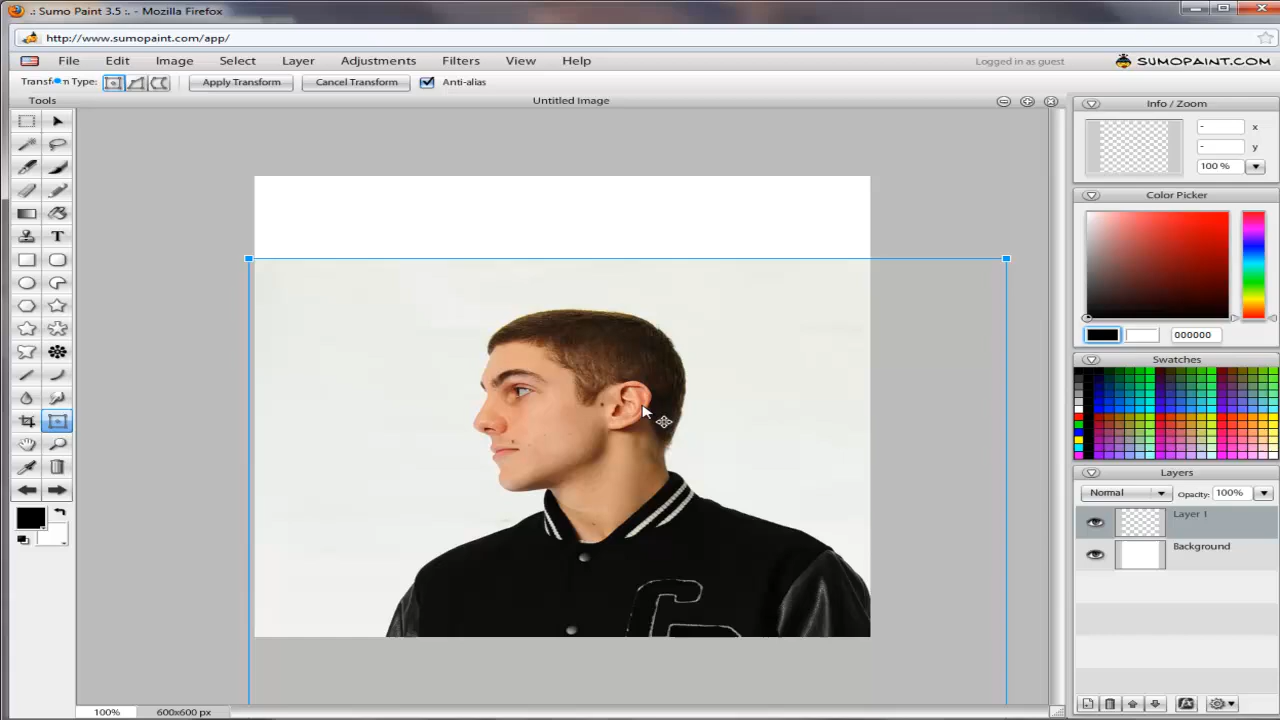 .: Sumo Paint 3.5 :. - Mozilla Firefox
http://www.sumopaint.com/app/
File Edit Image Select Layer Adjustments Filters View Help
Logged in as guest
SUMOPAINT.COM
Apply Transform Cancel Transform Anti-alias
Tools
Untitled Image
Info / Zoom
- x
- y
100 %
Color Picker
000000
Swatches
Layers
Normal Opacity: 100%
Layer 1
Background
T
100% 600x600 px